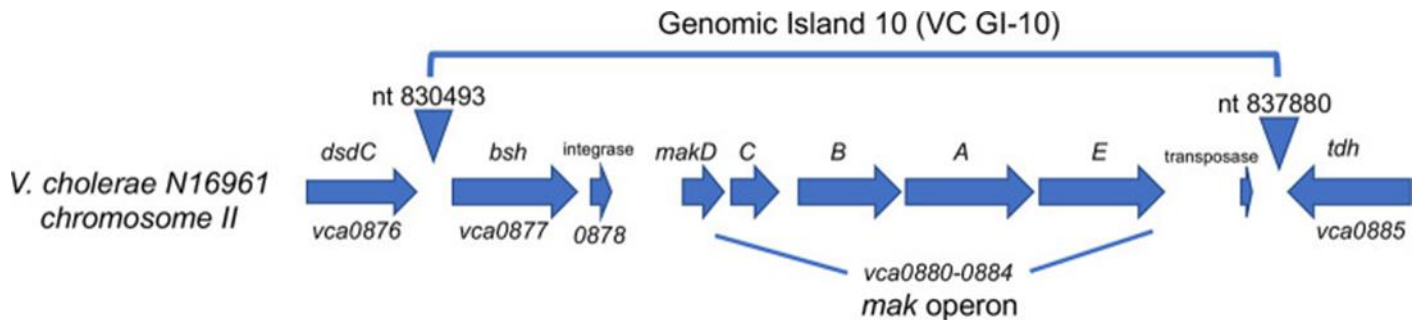 Genomic Island 10 (VC GI-10)
nt 830493
nt 837880
dsdC bsh integrase makD C B A E transposase tdh
V. cholerae N16961
chromosome II
vca0876 vca0877 0878 vca0885
vca0880-0884
mak operon